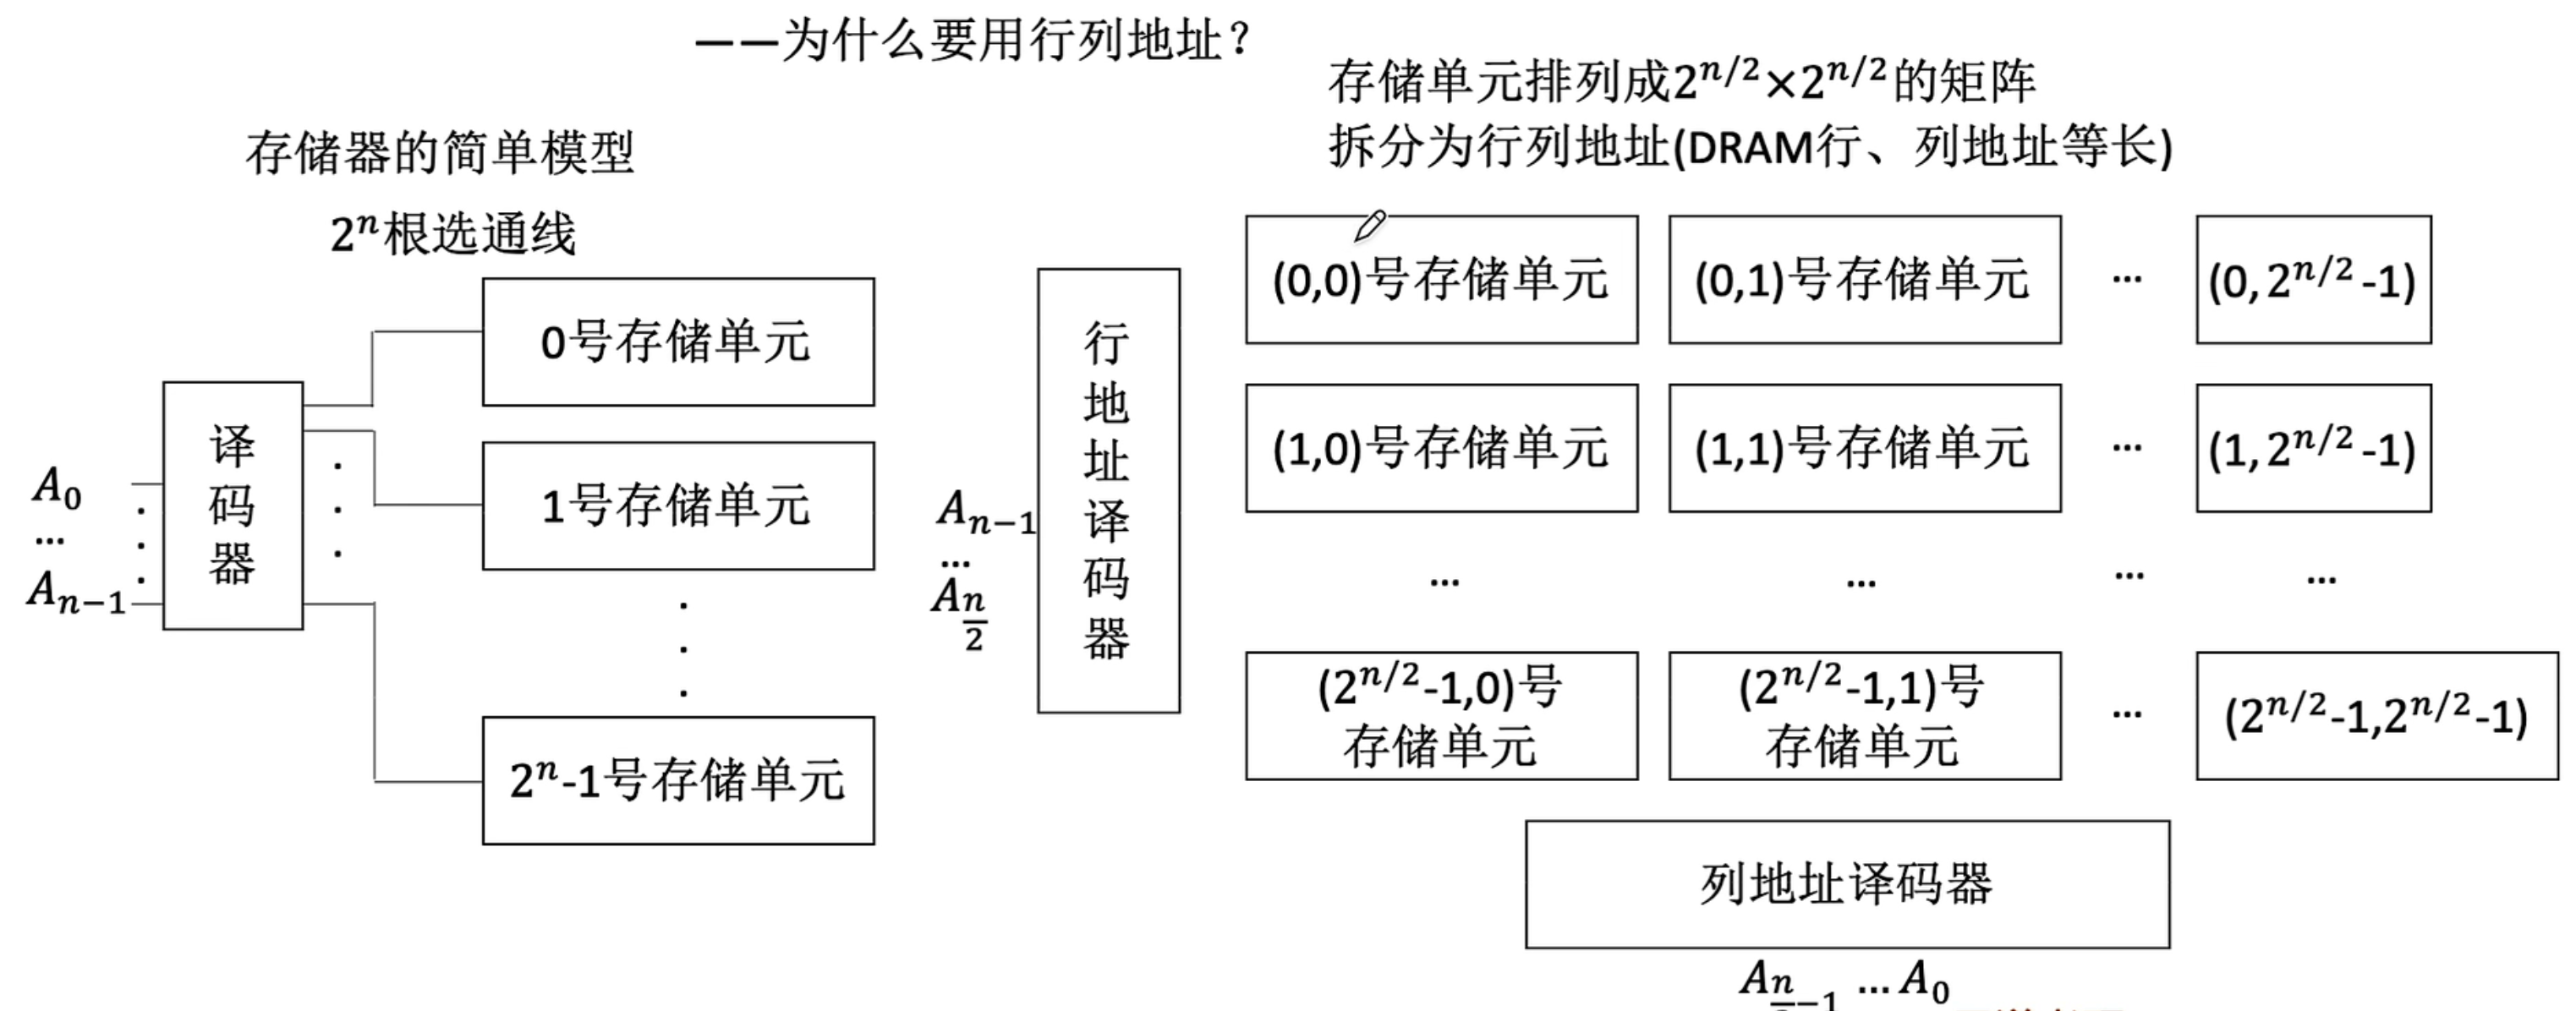 ——为什么要用行列地址？
存储器的简单模型
2^n根选通线
译码器
A_0
...
A_{n-1}
0号存储单元
1号存储单元
2^n-1号存储单元
存储单元排列成2^{n/2}×2^{n/2}的矩阵
拆分为行列地址(DRAM行、列地址等长)
行地址译码器
A_{n-1}
...
A_{n/2}
(0,0)号存储单元 (0,1)号存储单元 ... (0, 2^{n/2}-1)
(1,0)号存储单元 (1,1)号存储单元 ... (1, 2^{n/2}-1)
... ... ... ...
(2^{n/2}-1,0)号存储单元 (2^{n/2}-1,1)号存储单元 ... (2^{n/2}-1,2^{n/2}-1)
列地址译码器
A_{n/2-1} ... A_0